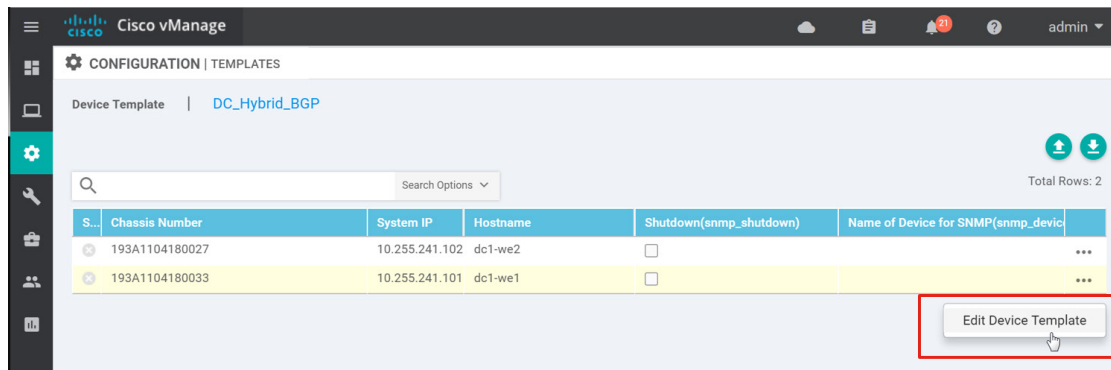 cisco Cisco vManage 21 admin
CONFIGURATION | TEMPLATES
Device Template | DC_Hybrid_BGP
Search Options Total Rows: 2
S... Chassis Number System IP Hostname Shutdown(snmp_shutdown) Name of Device for SNMP(snmp_devic
193A1104180027 10.255.241.102 dc1-we2 ...
193A1104180033 10.255.241.101 dc1-we1 ...
Edit Device Template